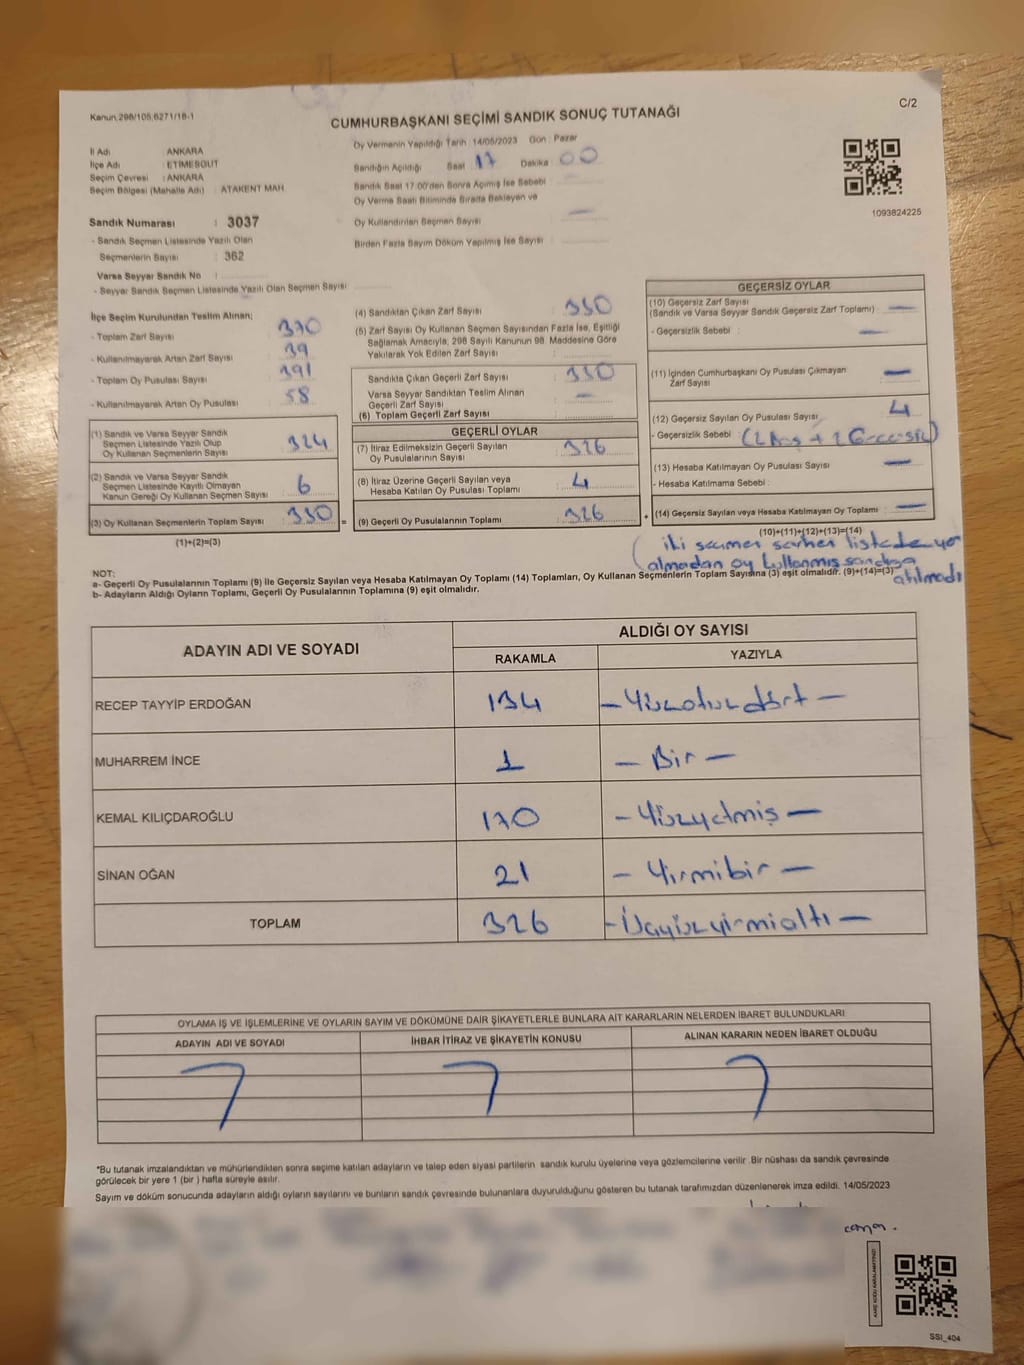 Kanun.298/105,6271/18-1
C/2
CUMHURBAŞKANI SEÇİMİ SANDIK SONUÇ TUTANAĞI
İl Adı : ANKARA
İlçe Adı : ETİMESGUT
Seçim Çevresi : ANKARA
Seçim Bölgesi (Mahalle Adı) : ATAKENT MAH.
Oy Vermenin Yapıldığı Tarih :14/05/2023 Gün : Pazar
Sandığın Açıldığı Saat 17 Dakika 00
Sandık Saat 17:00'den Sonra Açılmış İse Sebebi :
Oy Verme Saati Bitiminde Sırada Bekleyen ve
Oy Kullandırılan Seçmen Sayısı : —
Birden Fazla Sayım Döküm Yapılmış İse Sayısı :
1093824225
Sandık Numarası : 3037
- Sandık Seçmen Listesinde Yazılı Olan
Seçmenlerin Sayısı : 362
Varsa Seyyar Sandık No :
- Seyyar Sandık Seçmen Listesinde Yazılı Olan Seçmen Sayısı:
İlçe Seçim Kurulundan Teslim Alınan;
- Toplam Zarf Sayısı : 370
- Kullanılmayarak Artan Zarf Sayısı : 39
- Toplam Oy Pusulası Sayısı : 391
- Kullanılmayarak Artan Oy Pusulası : 58
(1) Sandık ve Varsa Seyyar Sandık
Seçmen Listesinde Yazılı Olup
Oy Kullanan Seçmenlerin Sayısı : 324
(2) Sandık ve Varsa Seyyar Sandık
Seçmen Listesinde Kayıtlı Olmayan
Kanun Gereği Oy Kullanan Seçmen Sayısı : 6
(3) Oy Kullanan Seçmenlerin Toplam Sayısı : 330 =
(1)+(2)=(3)
(4) Sandıktan Çıkan Zarf Sayısı : 330
(5) Zarf Sayısı Oy Kullanan Seçmen Sayısından Fazla İse, Eşitliği
Sağlamak Amacıyla, 298 Sayılı Kanunun 98. Maddesine Göre
Yakılarak Yok Edilen Zarf Sayısı :
Sandıkta Çıkan Geçerli Zarf Sayısı : 330
Varsa Seyyar Sandıktan Teslim Alınan
Geçerli Zarf Sayısı : —
(6) Toplam Geçerli Zarf Sayısı :
GEÇERLİ OYLAR
(7) İtiraz Edilmeksizin Geçerli Sayılan
Oy Pusulalarının Sayısı : 326
(8) İtiraz Üzerine Geçerli Sayılan veya
Hesaba Katılan Oy Pusulası Toplamı : 4
(9) Geçerli Oy Pusulalarının Toplamı : 326 +
GEÇERSİZ OYLAR
(10) Geçersiz Zarf Sayısı
(Sandık ve Varsa Seyyar Sandık Geçersiz Zarf Toplamı) : —
- Geçersizlik Sebebi : —
(11) İçinden Cumhurbaşkanı Oy Pusulası Çıkmayan
Zarf Sayısı : —
(12) Geçersiz Sayılan Oy Pusulası Sayısı : 4
- Geçersizlik Sebebi : (2 Boş + 2 Geçersiz)
(13) Hesaba Katılmayan Oy Pusulası Sayısı : —
- Hesaba Katılmama Sebebi :
(14) Geçersiz Sayılan veya Hesaba Katılmayan Oy Toplamı : —
(10)+(11)+(12)+(13)=(14)
(iki seçmen listede yer
almadan oy kullanmış sandığa
atılmadı
NOT:
a- Geçerli Oy Pusulalarının Toplamı (9) İle Geçersiz Sayılan veya Hesaba Katılmayan Oy Toplamı (14) Toplamları, Oy Kullanan Seçmenlerin Toplam Sayısına (3) eşit olmalıdır. (9)+(14)=(3)
b- Adayların Aldığı Oyların Toplamı, Geçerli Oy Pusulalarının Toplamına (9) eşit olmalıdır.
ADAYIN ADI VE SOYADI
ALDIĞI OY SAYISI
RAKAMLA YAZIYLA
RECEP TAYYİP ERDOĞAN 134 — Yüzotuzdört —
MUHARREM İNCE 1 — Bir —
KEMAL KILIÇDAROĞLU 170 — Yüzyetmiş —
SİNAN OĞAN 21 — Yirmibir —
TOPLAM 326 — Üçyüzyirmialtı —
OYLAMA İŞ VE İŞLEMLERİNE VE OYLARIN SAYIM VE DÖKÜMÜNE DAİR ŞİKAYETLERLE BUNLARA AİT KARARLARIN NELERDEN İBARET BULUNDUKLARI
ADAYIN ADI VE SOYADI İHBAR İTİRAZ VE ŞİKAYETİN KONUSU ALINAN KARARIN NEDEN İBARET OLDUĞU
*Bu tutanak imzalandıktan ve mühürlendikten sonra seçime katılan adayların ve talep eden siyasi partilerin sandık kurulu üyelerine veya gözlemcilerine verilir .Bir nüshası da sandık çevresinde
görülecek bir yere 1 (bir ) hafta süreyle asılır.
Sayım ve döküm sonucunda adayların aldığı oyların sayılarını ve bunların sandık çevresinde bulunanlara duyurulduğunu gösteren bu tutanak tarafımızdan düzenlenerek imza edildi. 14/05/2023
KARE KODU KARALAMAYINIZ!
SSI_404